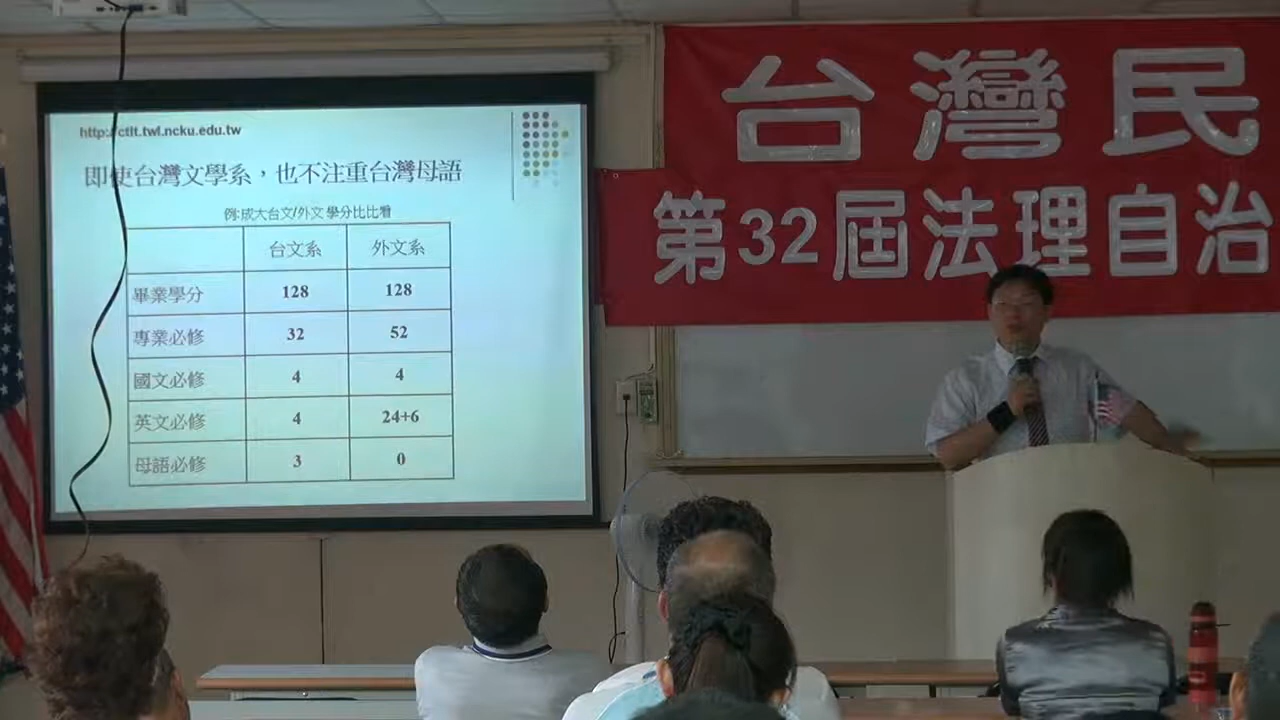 http://ctlt.twl.ncku.edu.tw
即使台灣文學系，也不注重台灣母語
例:成大台文/外文 學分比比看
台文系 外文系
畢業學分 128 128
專業必修 32 52
國文必修 4 4
英文必修 4 24+6
母語必修 3 0
台灣民
第32屆法理自治